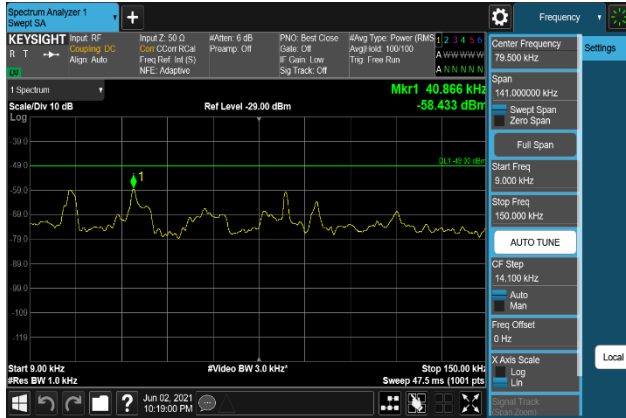 Spectrum Analyzer 1
Swept SA
+
Frequency
KEYSIGHT
R T
LW
Input: RF
Coupling: DC
Align: Auto
Input Z: 50 Ω
Corr CCorr RCal
Freq Ref: Int (S)
NFE: Adaptive
#Atten: 6 dB
Preamp: Off
PNO: Best Close
Gate: Off
IF Gain: Low
Sig Track: Off
#Avg Type: Power (RMS
Avg|Hold: 100/100
Trig: Free Run
1 2 3 4 5 6
A W W W W W
A N N N N N
1 Spectrum
Scale/Div 10 dB
Log
Ref Level -29.00 dBm
Mkr1 40.866 kHz
-58.433 dBm
DL1 -49.00 dBm
1
-39.0
-49.0
-59.0
-69.0
-79.0
-89.0
-99.0
-109
-119
Start 9.00 kHz
#Res BW 1.0 kHz
#Video BW 3.0 kHz*
Stop 150.00 kHz
Sweep 47.5 ms (1001 pts
?
Jun 02, 2021
10:19:00 PM
Center Frequency
79.500 kHz
Span
141.000000 kHz
Swept Span
Zero Span
Full Span
Start Freq
9.000 kHz
Stop Freq
150.000 kHz
AUTO TUNE
CF Step
14.100 kHz
Auto
Man
Freq Offset
0 Hz
X Axis Scale
Log
Lin
Signal Track
(Span Zoom)
Settings
Local